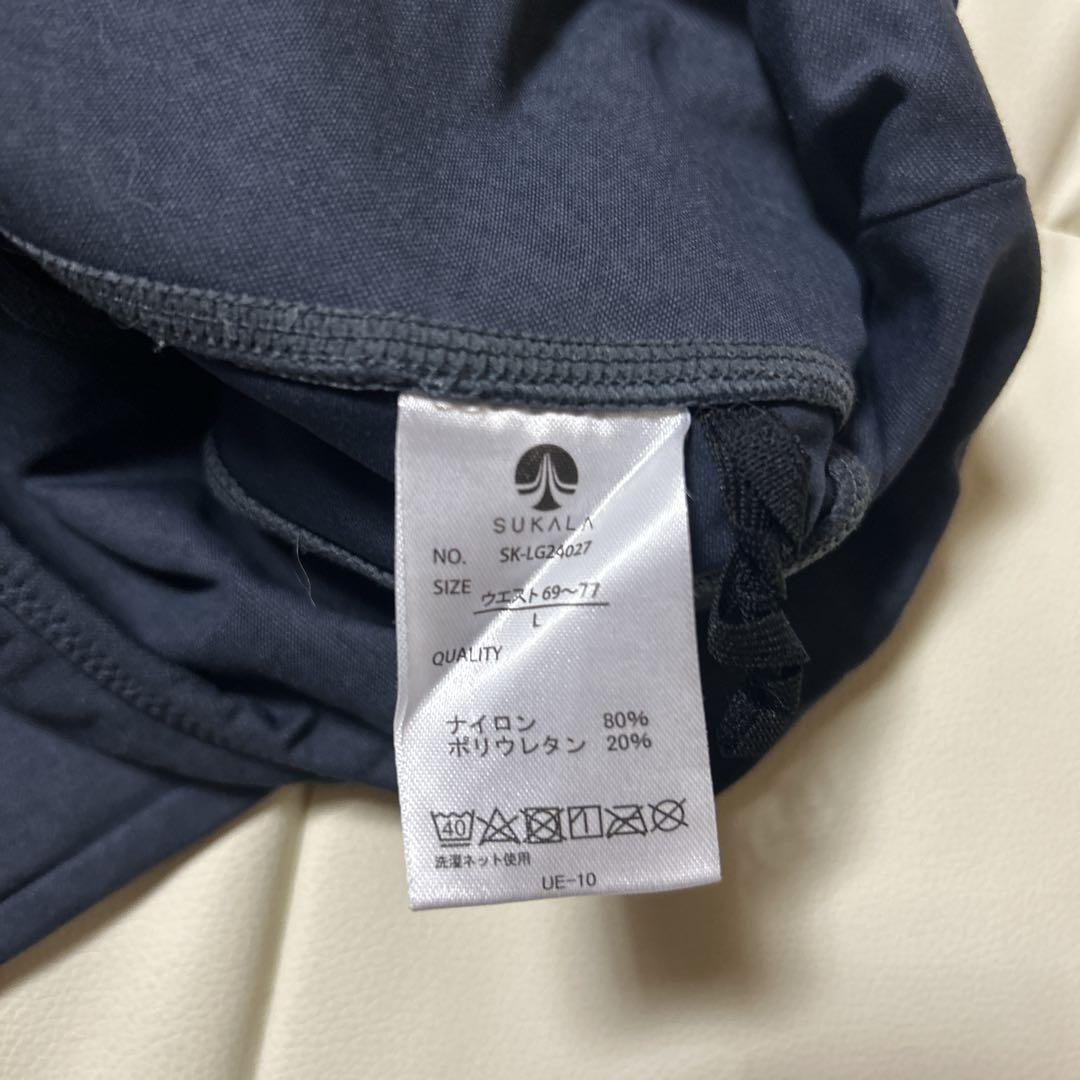 SUKALA
NO. SK-LG24027
SIZE ウエスト69～77
L
QUALITY
ナイロン 80%
ポリウレタン 20%
40
洗濯ネット使用
UE-10